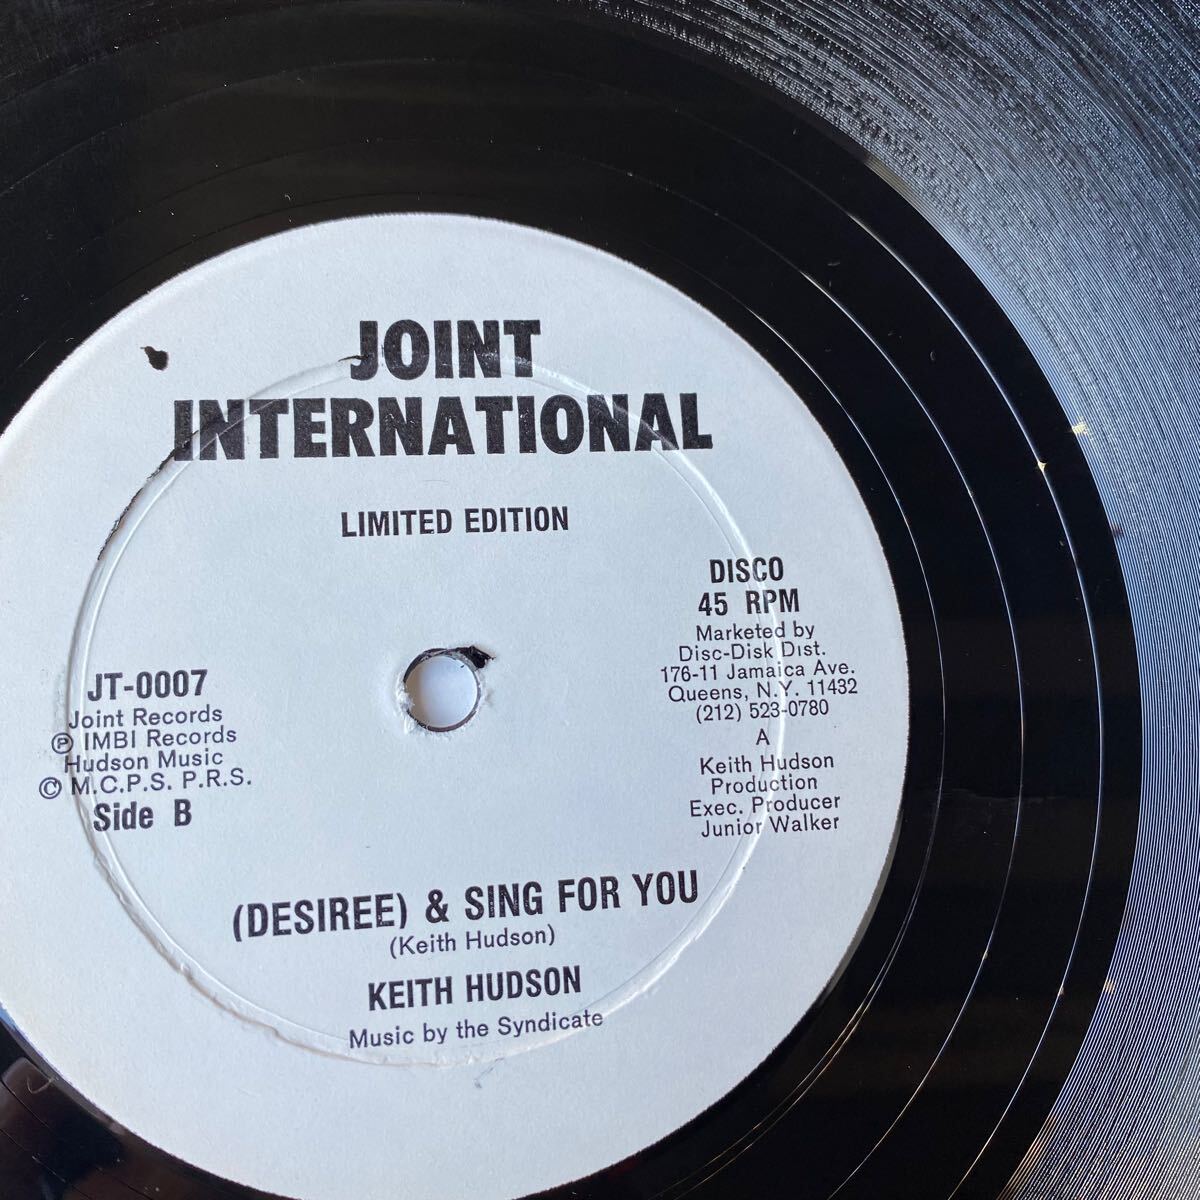 JOINT
INTERNATIONAL
LIMITED EDITION
DISCO
45 RPM
Marketed by
Disc-Disk Dist.
176-11 Jamaica Ave.
Queens, N.Y. 11432
(212) 523-0780
A
Keith Hudson
Production
Exec. Producer
Junior Walker
JT-0007
Joint Records
Ⓟ IMBI Records
Hudson Music
© M.C.P.S. P.R.S.
Side B
(DESIREE) & SING FOR YOU
(Keith Hudson)
KEITH HUDSON
Music by the Syndicate